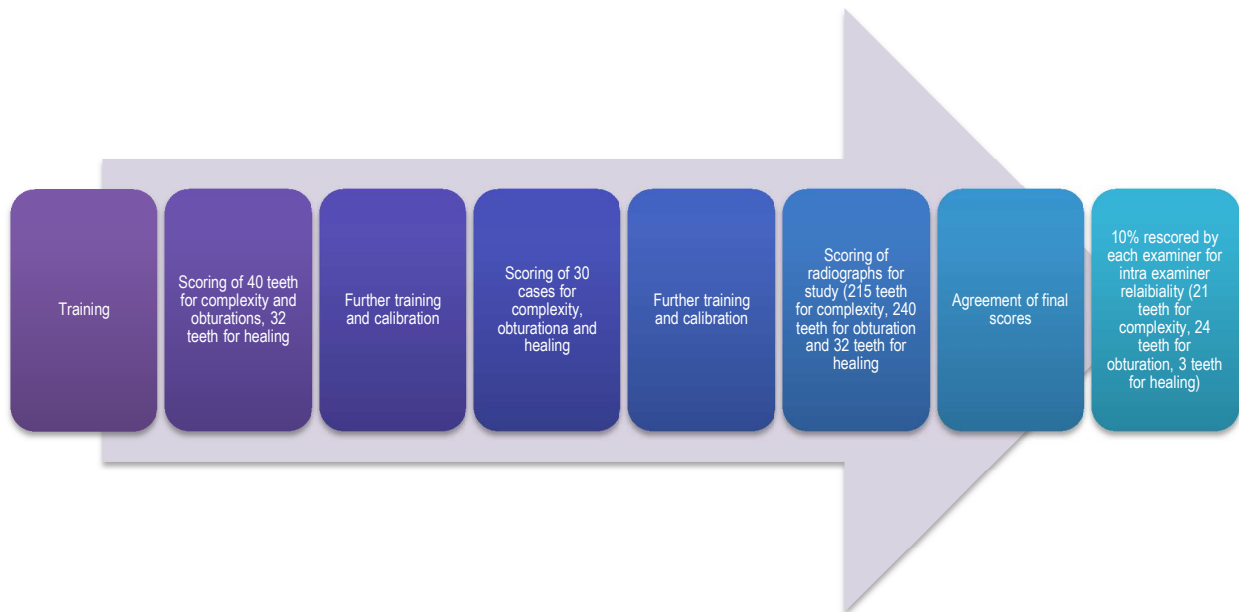 Training
Scoring of 40 teeth
for complexity and
obturations, 32
teeth for healing
Further training
and calibration
Scoring of 30
cases for
complexity,
obturationa and
healing
Further training
and calibration
Scoring of
radiographs for
study (215 teeth
for complexity, 240
teeth for obturation
and 32 teeth for
healing
Agreement of final
scores
10% rescored by
each examiner for
intra examiner
relaibiality (21
teeth for
complexity, 24
teeth for
obturation, 3 teeth
for healing)